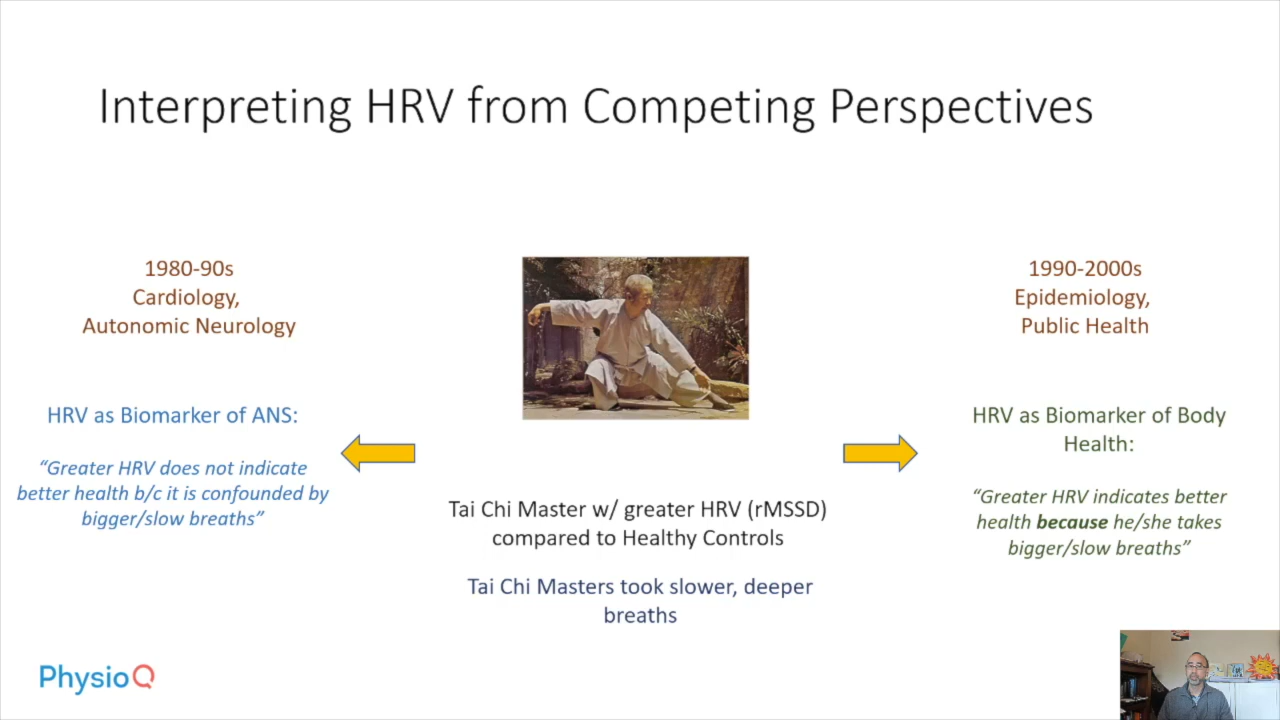 Interpreting HRV from Competing Perspectives
1980-90s
Cardiology,
Autonomic Neurology
HRV as Biomarker of ANS:
“Greater HRV does not indicate
better health b/c it is confounded by
bigger/slow breaths”
Tai Chi Master w/ greater HRV (rMSSD)
compared to Healthy Controls
Tai Chi Masters took slower, deeper
breaths
1990-2000s
Epidemiology,
Public Health
HRV as Biomarker of Body
Health:
“Greater HRV indicates better
health because he/she takes
bigger/slow breaths”
PhysioQ